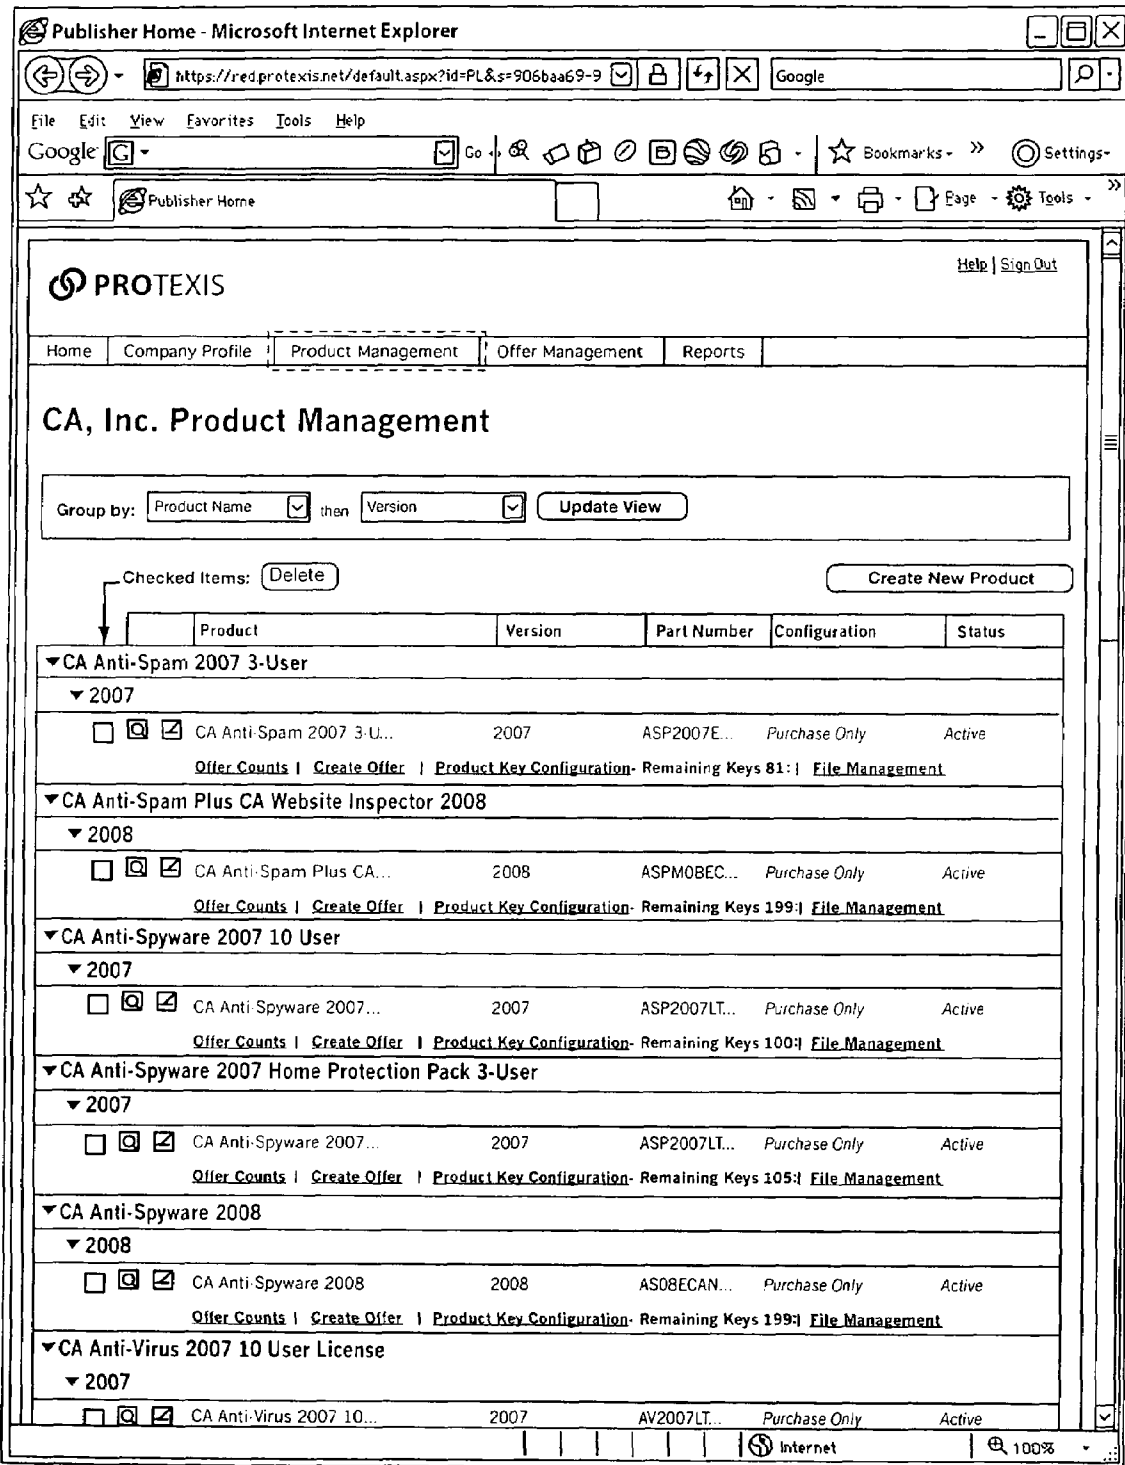 Publisher Home - Microsoft Internet Explorer
https://red.protexis.net/default.aspx?id=PL&s=906baa69-9
Google
File Edit View Favorites Tools Help
Google G Go Bookmarks Settings
Publisher Home Page Tools
Help | Sign Out
PROTEXIS
Home Company Profile Product Management Offer Management Reports
CA, Inc. Product Management
Group by: Product Name then Version Update View
Checked Items: Delete Create New Product
Product Version Part Number Configuration Status
CA Anti-Spam 2007 3-User
2007
CA Anti-Spam 2007 3-U... 2007 ASP2007E... Purchase Only Active
Offer Counts | Create Offer | Product Key Configuration- Remaining Keys 81: | File Management
CA Anti-Spam Plus CA Website Inspector 2008
2008
CA Anti-Spam Plus CA... 2008 ASPM0BEC... Purchase Only Active
Offer Counts | Create Offer | Product Key Configuration- Remaining Keys 199:| File Management
CA Anti-Spyware 2007 10 User
2007
CA Anti-Spyware 2007... 2007 ASP2007LT... Purchase Only Active
Offer Counts | Create Offer | Product Key Configuration- Remaining Keys 100:| File Management
CA Anti-Spyware 2007 Home Protection Pack 3-User
2007
CA Anti-Spyware 2007... 2007 ASP2007LT... Purchase Only Active
Offer Counts | Create Offer | Product Key Configuration- Remaining Keys 105:| File Management
CA Anti-Spyware 2008
2008
CA Anti-Spyware 2008 2008 AS08ECAN... Purchase Only Active
Offer Counts | Create Offer | Product Key Configuration- Remaining Keys 199:| File Management
CA Anti-Virus 2007 10 User License
2007
CA Anti-Virus 2007 10... 2007 AV2007LT... Purchase Only Active
Internet 100%